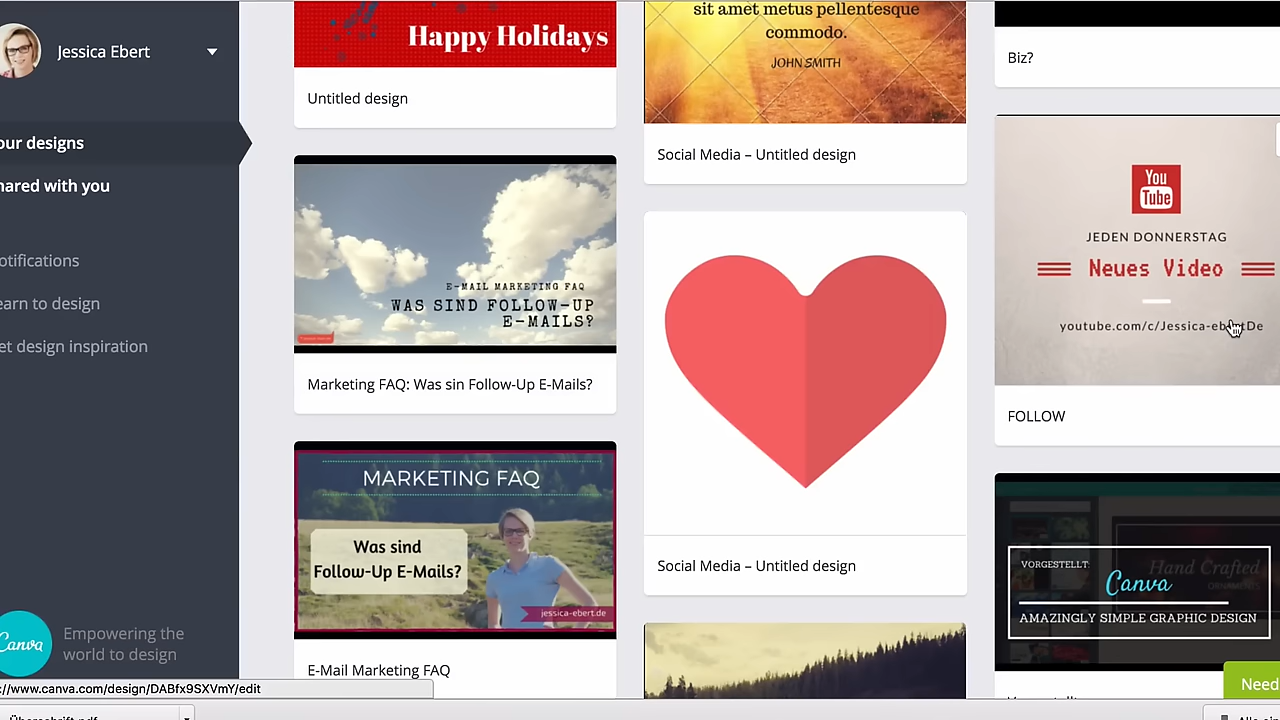 Jessica Ebert
our designs
hared with you
otifications
earn to design
et design inspiration
Canva
Empowering the
world to design
://www.canva.com/design/DABfx9SXVmY/edit
Happy Holidays
Untitled design
E-MAIL MARKETING FAQ
WAS SIND FOLLOW-UP
E-MAILS?
Marketing FAQ: Was sin Follow-Up E-Mails?
MARKETING FAQ
Was sind
Follow-Up E-Mails?
jessica-ebert.de
E-Mail Marketing FAQ
sit amet metus pellentesque
commodo.
JOHN SMITH
Social Media – Untitled design
Social Media – Untitled design
Biz?
You
Tube
JEDEN DONNERSTAG
Neues Video
youtube.com/c/Jessica-ebertDe
FOLLOW
Hand Crafted
ORNAMENTS
VORGESTELLT:
Canva
AMAZINGLY SIMPLE GRAPHIC DESIGN
Need